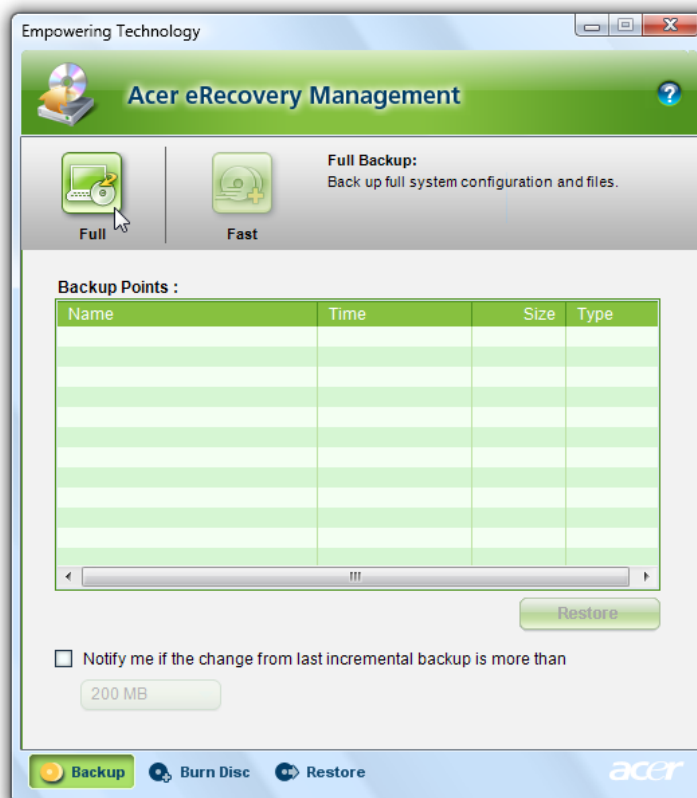 Empowering Technology
Acer eRecovery Management
Full Backup:
Back up full system configuration and files.
Full
Fast
Backup Points :
Name Time Size Type
Restore
Notify me if the change from last incremental backup is more than
200 MB
Backup Burn Disc Restore
acer